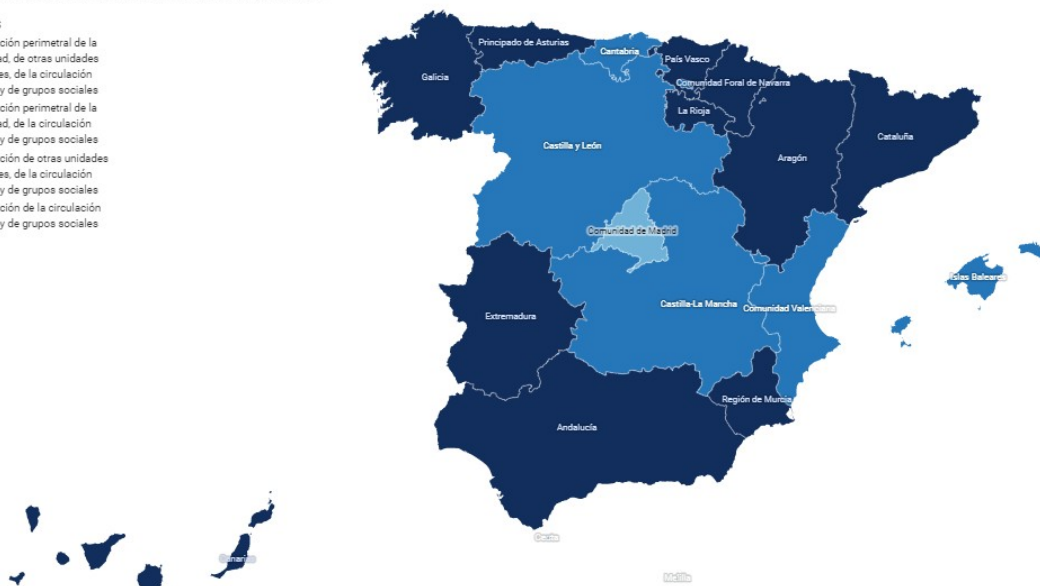 s
ción perimetral de la
ad, de otras unidades
es, de la circulación
y de grupos sociales
ción perimetral de la
ad, de la circulación
y de grupos sociales
ción de otras unidades
es, de la circulación
y de grupos sociales
ción de la circulación
y de grupos sociales
Galicia
Principado de Asturias
Cantabria
País Vasco
Comunidad Foral de Navarra
La Rioja
Castilla y León
Aragón
Cataluña
Comunidad de Madrid
Islas Baleares
Castilla-La Mancha
Comunidad Valenciana
Extremadura
Región de Murcia
Andalucía
Ceuta
Canarias
Melilla